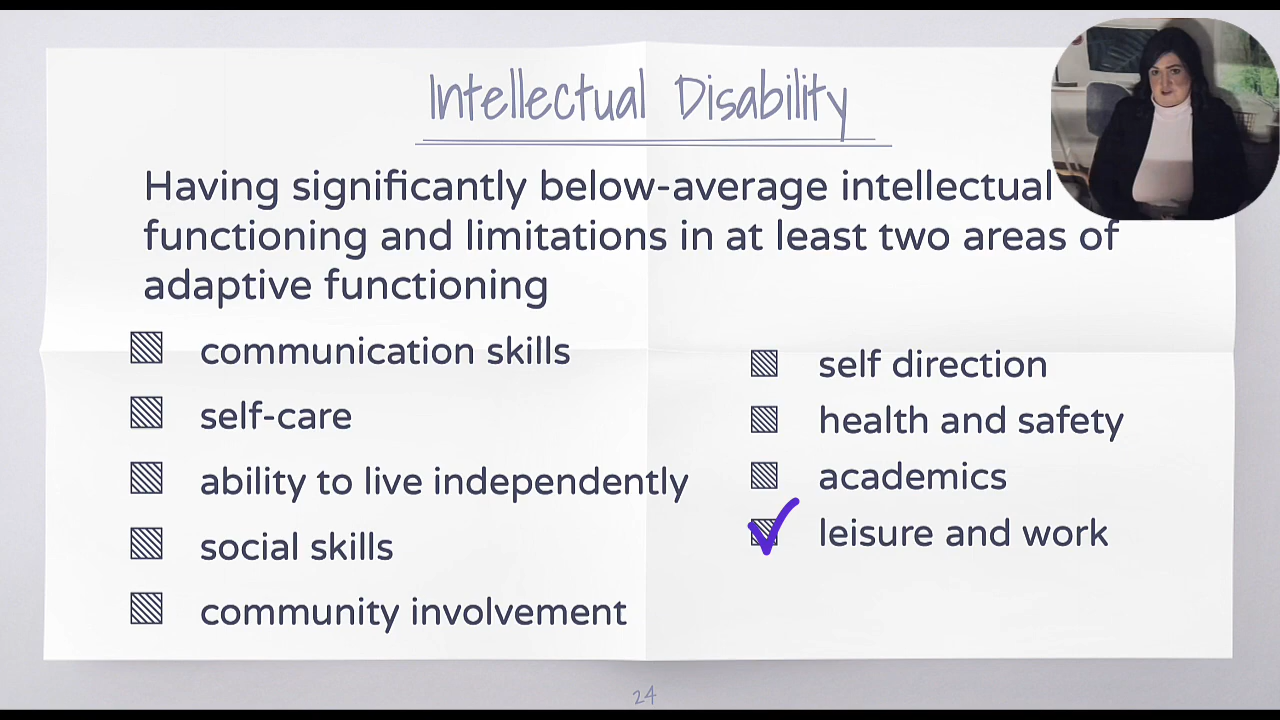 Intellectual Disability
Having significantly below-average intellectual
functioning and limitations in at least two areas of
adaptive functioning
communication skills
self-care
ability to live independently
social skills
community involvement
self direction
health and safety
academics
leisure and work
24